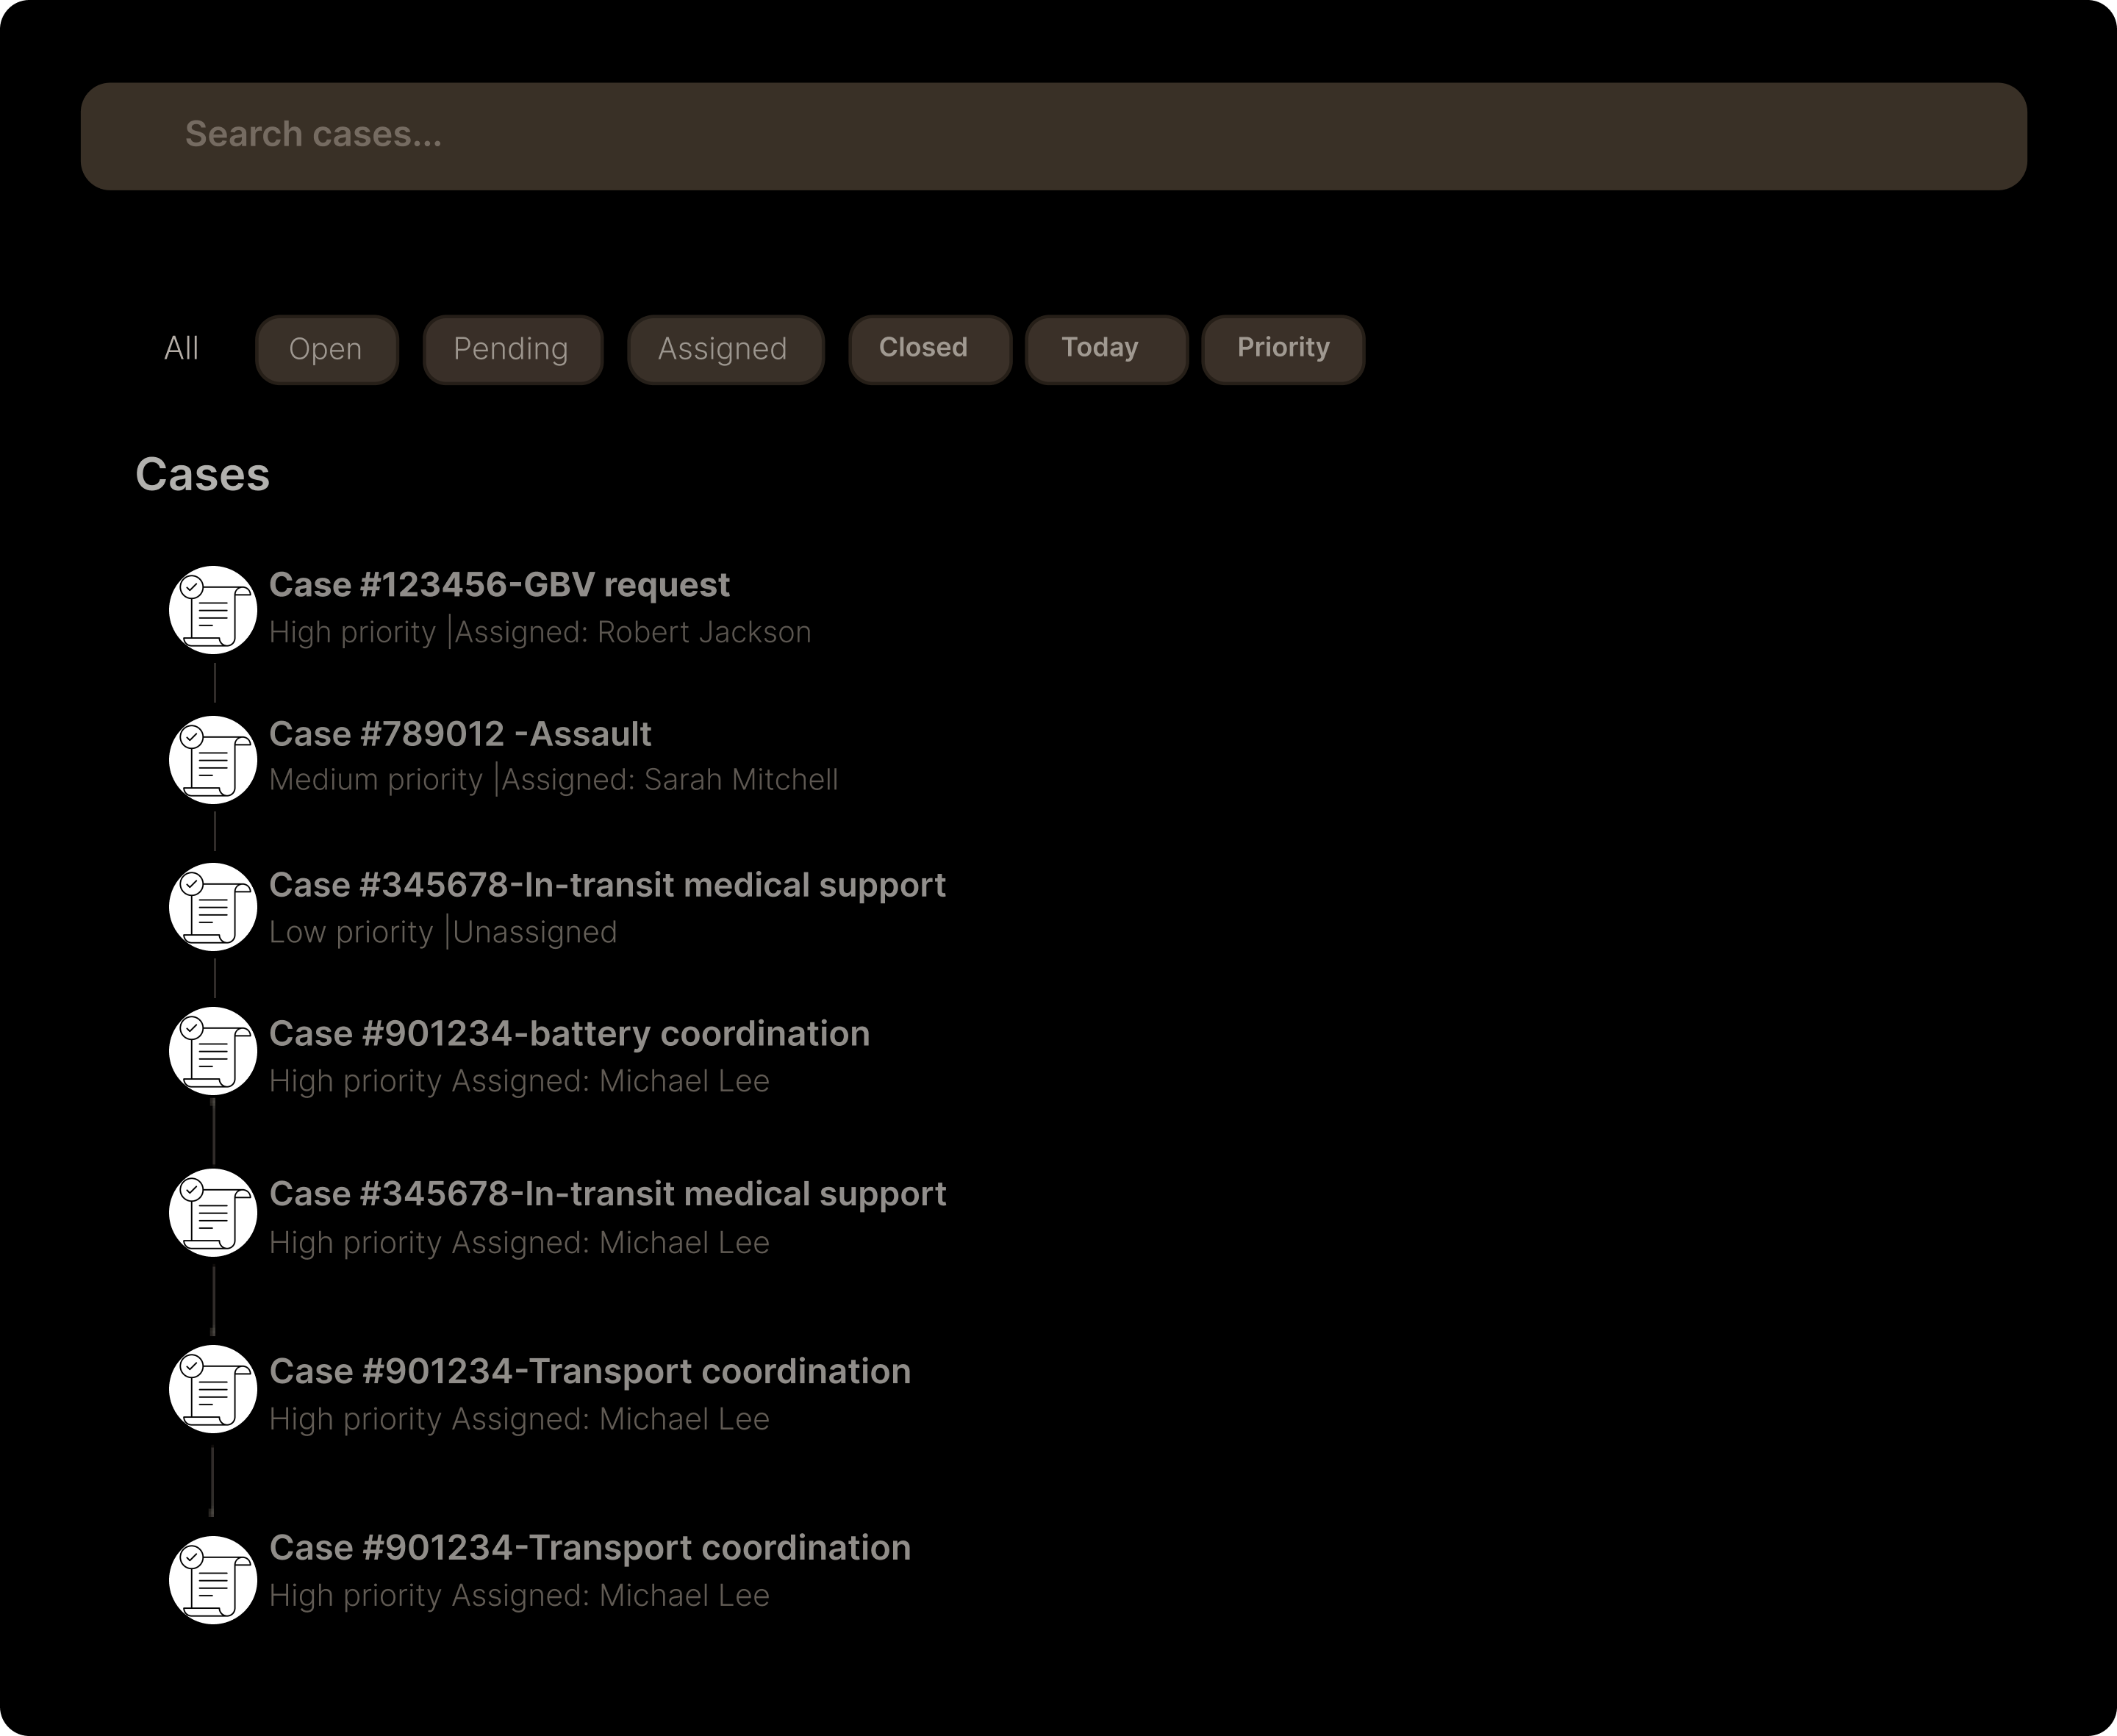 Search cases...
All Open Pending Assigned Closed Today Priority
Cases
Case #123456-GBV request
High priority |Assigned: Robert Jackson
Case #789012 -Assault
Medium priority |Assigned: Sarah Mitchell
Case #345678-In-transit medical support
Low priority |Unassigned
Case #901234-battery coordination
High priority Assigned: Michael Lee
Case #345678-In-transit medical support
High priority Assigned: Michael Lee
Case #901234-Transport coordination
High priority Assigned: Michael Lee
Case #901234-Transport coordination
High priority Assigned: Michael Lee